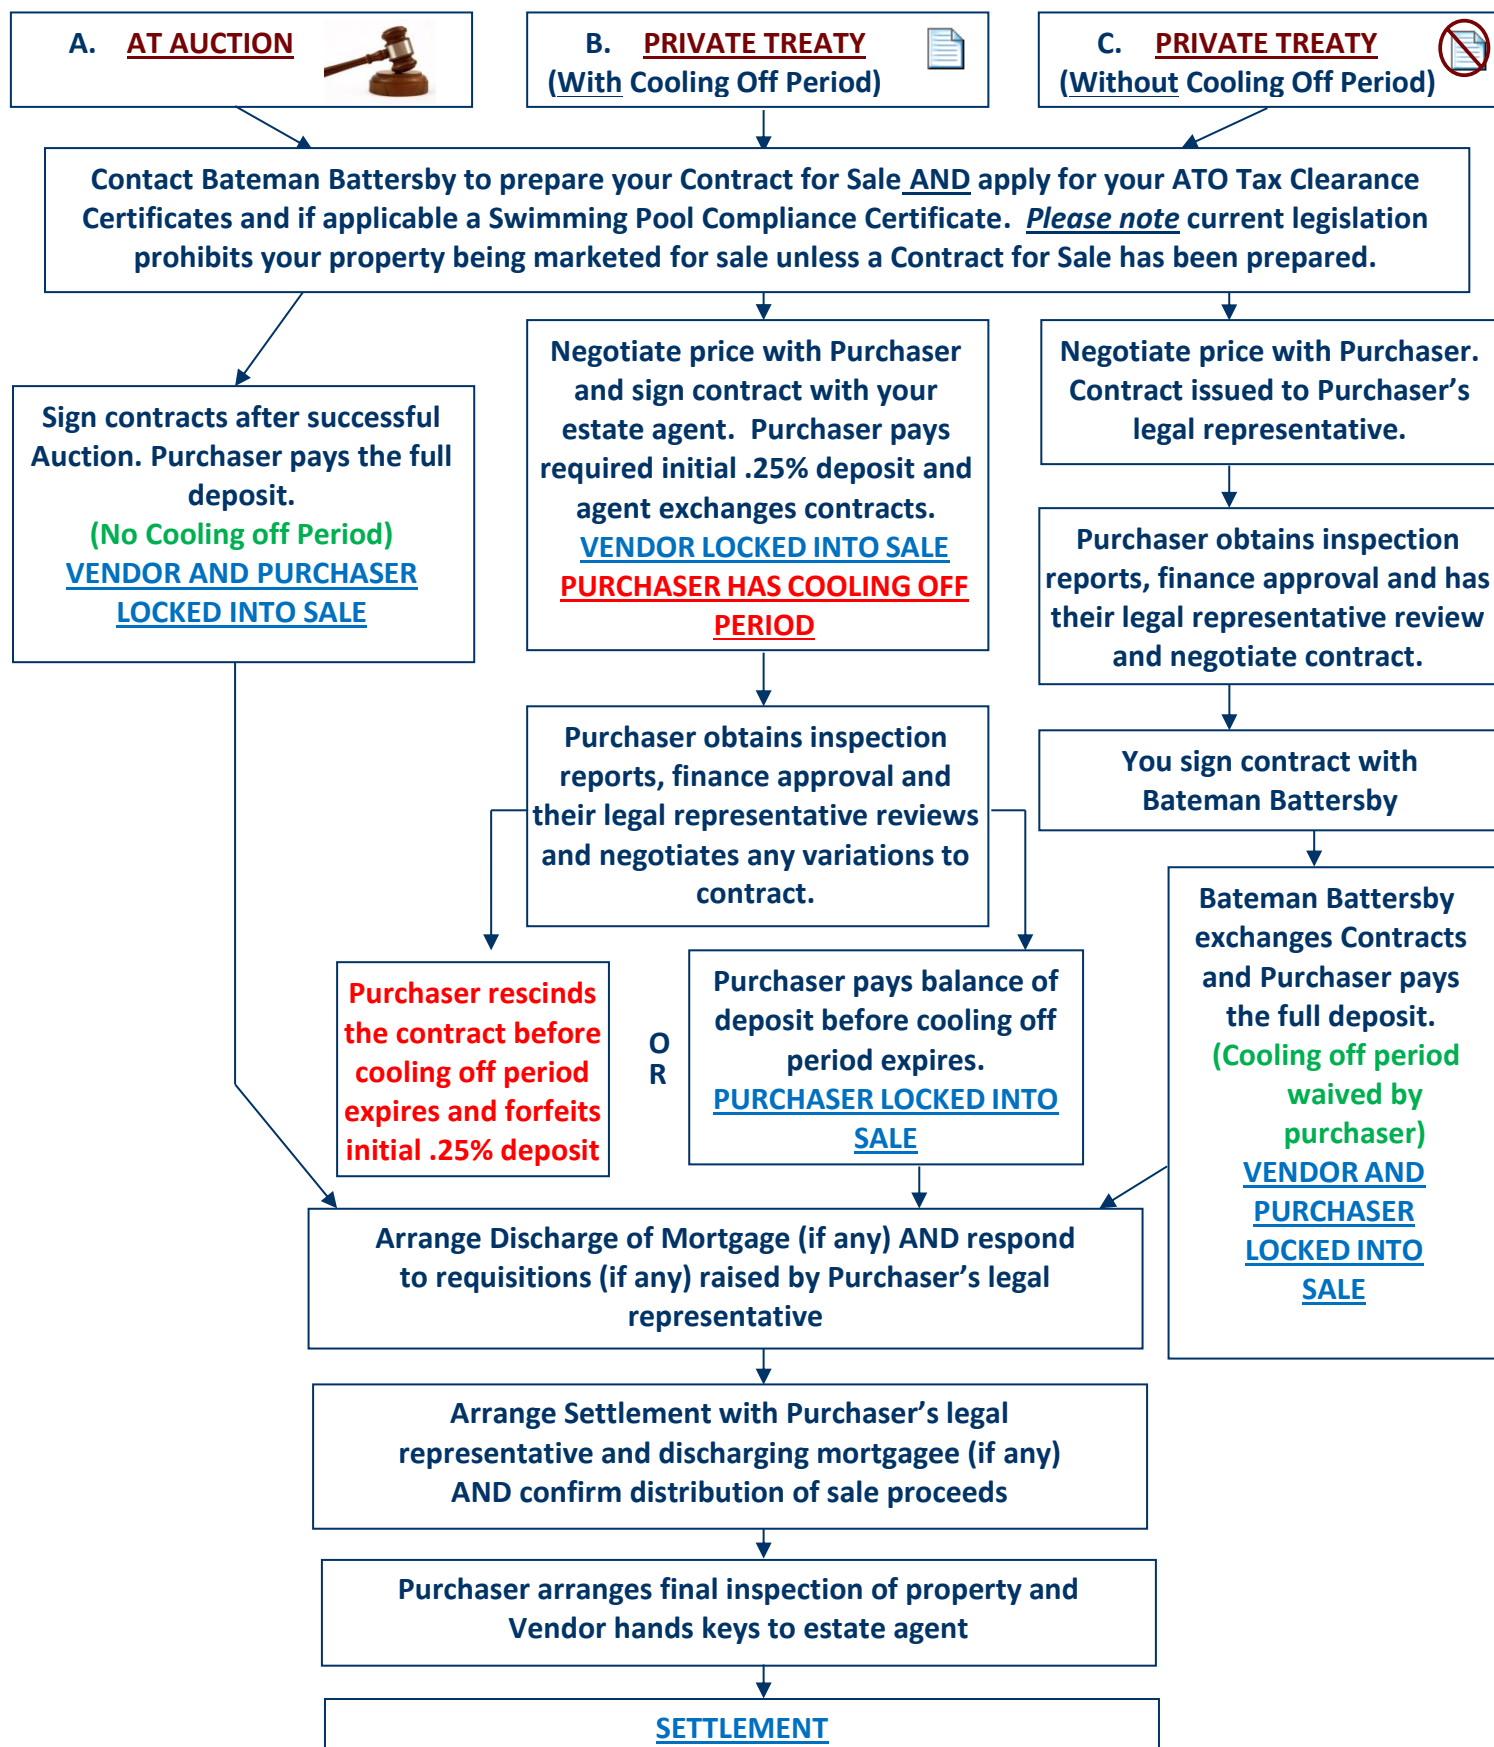 A. AT AUCTION
B. PRIVATE TREATY
(With Cooling Off Period)
C. PRIVATE TREATY
(Without Cooling Off Period)
Contact Bateman Battersby to prepare your Contract for Sale AND apply for your ATO Tax Clearance
Certificates and if applicable a Swimming Pool Compliance Certificate. Please note current legislation
prohibits your property being marketed for sale unless a Contract for Sale has been prepared.
Sign contracts after successful
Auction. Purchaser pays the full
deposit.
(No Cooling off Period)
VENDOR AND PURCHASER
LOCKED INTO SALE
Negotiate price with Purchaser
and sign contract with your
estate agent. Purchaser pays
required initial .25% deposit and
agent exchanges contracts.
VENDOR LOCKED INTO SALE
PURCHASER HAS COOLING OFF
PERIOD
Negotiate price with Purchaser.
Contract issued to Purchaser’s
legal representative.
Purchaser obtains inspection
reports, finance approval and has
their legal representative review
and negotiate contract.
Purchaser obtains inspection
reports, finance approval and
their legal representative reviews
and negotiates any variations to
contract.
You sign contract with
Bateman Battersby
Purchaser rescinds
the contract before
cooling off period
expires and forfeits
initial .25% deposit
O
R
Purchaser pays balance of
deposit before cooling off
period expires.
PURCHASER LOCKED INTO
SALE
Bateman Battersby
exchanges Contracts
and Purchaser pays
the full deposit.
(Cooling off period
waived by
purchaser)
VENDOR AND
PURCHASER
LOCKED INTO
SALE
Arrange Discharge of Mortgage (if any) AND respond
to requisitions (if any) raised by Purchaser’s legal
representative
Arrange Settlement with Purchaser’s legal
representative and discharging mortgagee (if any)
AND confirm distribution of sale proceeds
Purchaser arranges final inspection of property and
Vendor hands keys to estate agent
SETTLEMENT